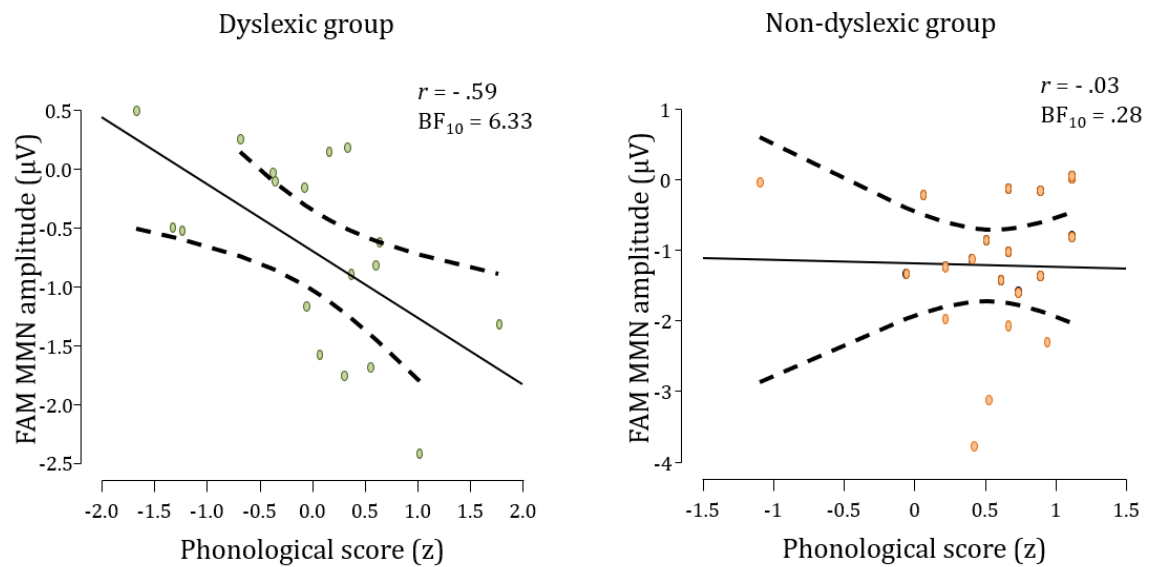 Dyslexic group
r = - .59
BF10 = 6.33
FAM MMN amplitude (µV)
0.5
0.0
-0.5
-1.0
-1.5
-2.0
-2.5
-2.0 -1.5 -1.0 -0.5 0.0 0.5 1.0 1.5 2.0
Phonological score (z)
Non-dyslexic group
r = - .03
BF10 = .28
FAM MMN amplitude (µV)
1
0
-1
-2
-3
-4
-1.5 -1 -0.5 0 0.5 1 1.5
Phonological score (z)